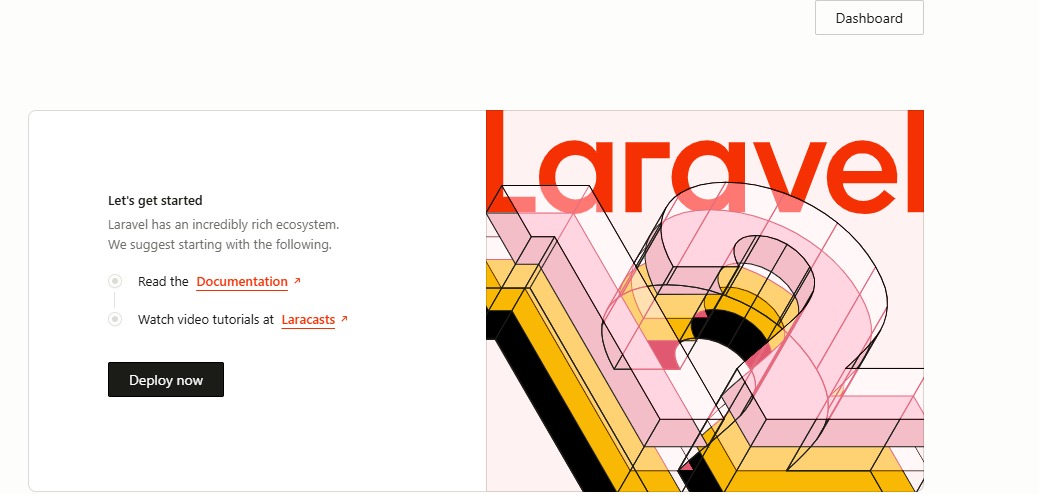 Dashboard
Laravel
Let's get started
Laravel has an incredibly rich ecosystem.
We suggest starting with the following.
Read the Documentation
Watch video tutorials at Laracasts
Deploy now